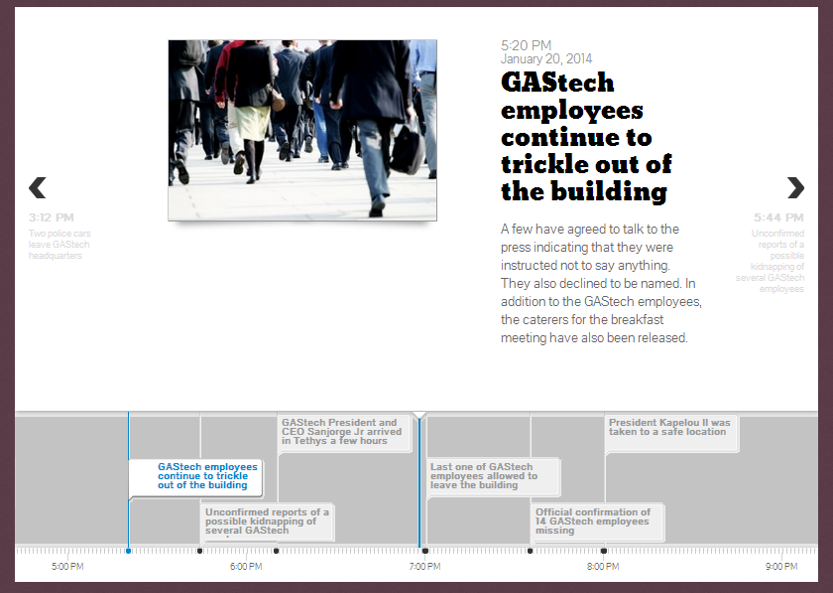 5:20 PM
January 20, 2014
GAStech
employees
continue to
trickle out of
the building
A few have agreed to talk to the
press indicating that they were
instructed not to say anything.
They also declined to be named. In
addition to the GAStech employees,
the caterers for the breakfast
meeting have also been released.
3:12 PM
Two police cars
leave GAStech
headquarters
5:44 PM
Unconfirmed
reports of a
possible
kidnapping of
several GAStech
employees
GAStech President and
CEO Sanjorge Jr arrived
in Tethys a few hours
President Kapelou II was
taken to a safe location
GAStech employees
continue to trickle
out of the building
Last one of GAStech
employees allowed to
leave the building
Unconfirmed reports of a
possible kidnapping of
several GAStech
Official confirmation of
14 GAStech employees
missing
5:00 PM
6:00 PM
7:00 PM
8:00 PM
9:00 PM